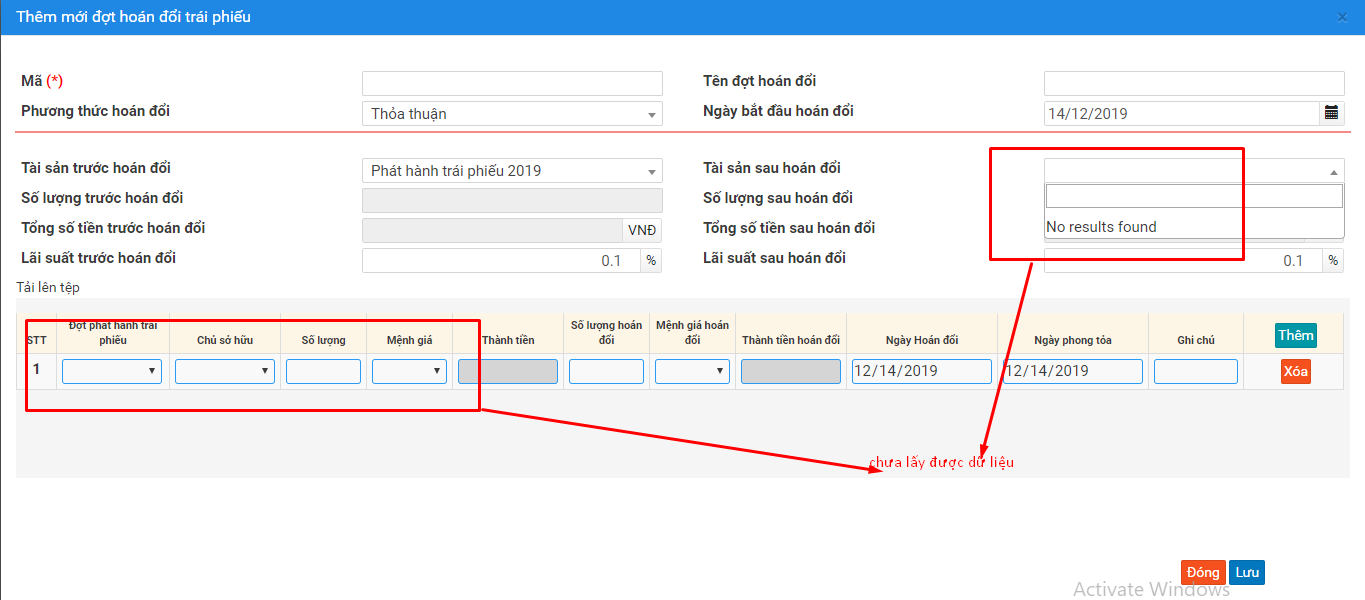 Thêm mới đợt hoán đổi trái phiếu ×
Mã (*) Tên đợt hoán đổi
Phương thức hoán đổi Thỏa thuận Ngày bắt đầu hoán đổi 14/12/2019
Tài sản trước hoán đổi Phát hành trái phiếu 2019 Tài sản sau hoán đổi
Số lượng trước hoán đổi Số lượng sau hoán đổi
Tổng số tiền trước hoán đổi VNĐ Tổng số tiền sau hoán đổi No results found
Lãi suất trước hoán đổi 0.1 % Lãi suất sau hoán đổi 0.1 %
Tải lên tệp
STT Đợt phát hành trái phiếu Chủ sở hữu Số lượng Mệnh giá Thành tiền Số lượng hoán đổi Mệnh giá hoán đổi Thành tiền hoán đổi Ngày Hoán đổi Ngày phong tỏa Ghi chú Thêm
1 12/14/2019 12/14/2019 Xóa
chưa lấy được dữ liệu
Đóng Lưu
Activate Windows